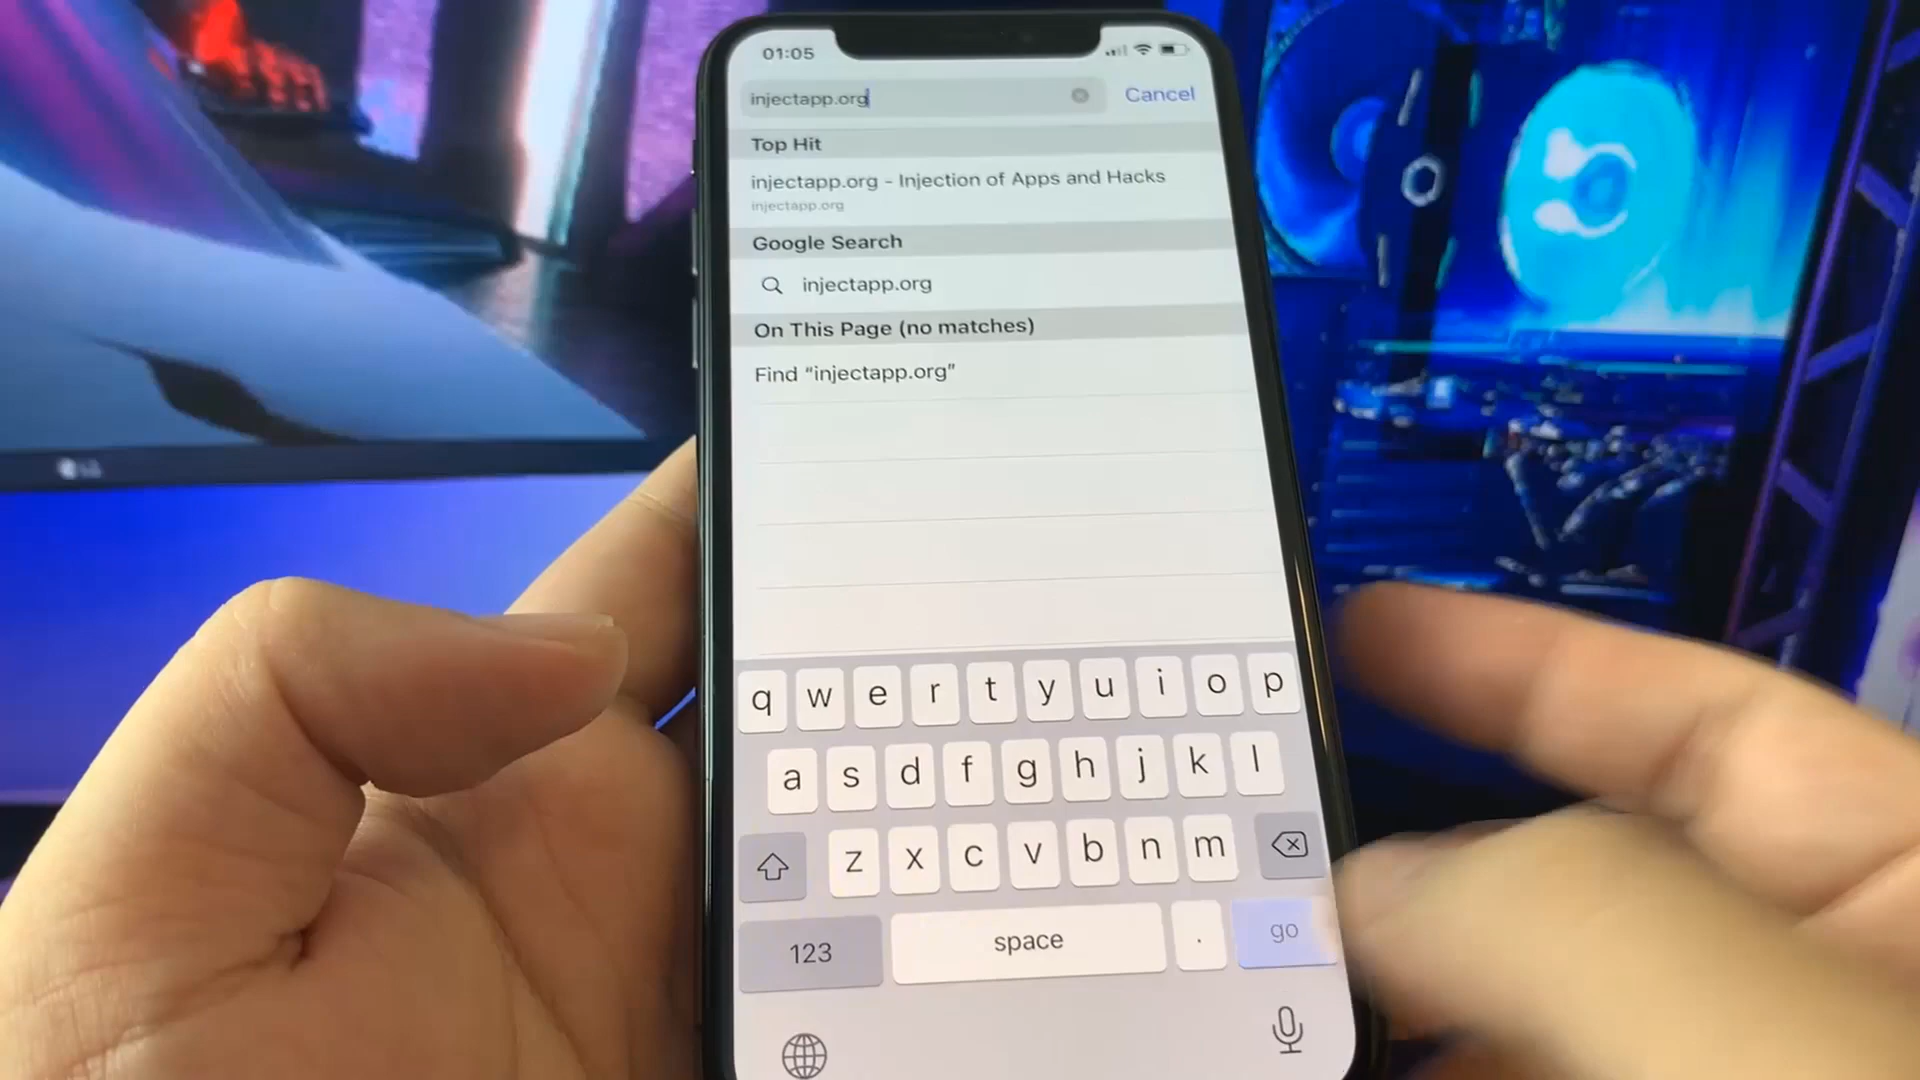 01:05
injectapp.org
Cancel
Top Hit
injectapp.org - Injection of Apps and Hacks
injectapp.org
Google Search
injectapp.org
On This Page (no matches)
Find “injectapp.org”
q w e r t y u i o p
a s d f g h j k l
z x c v b n m
123 space . go
LG